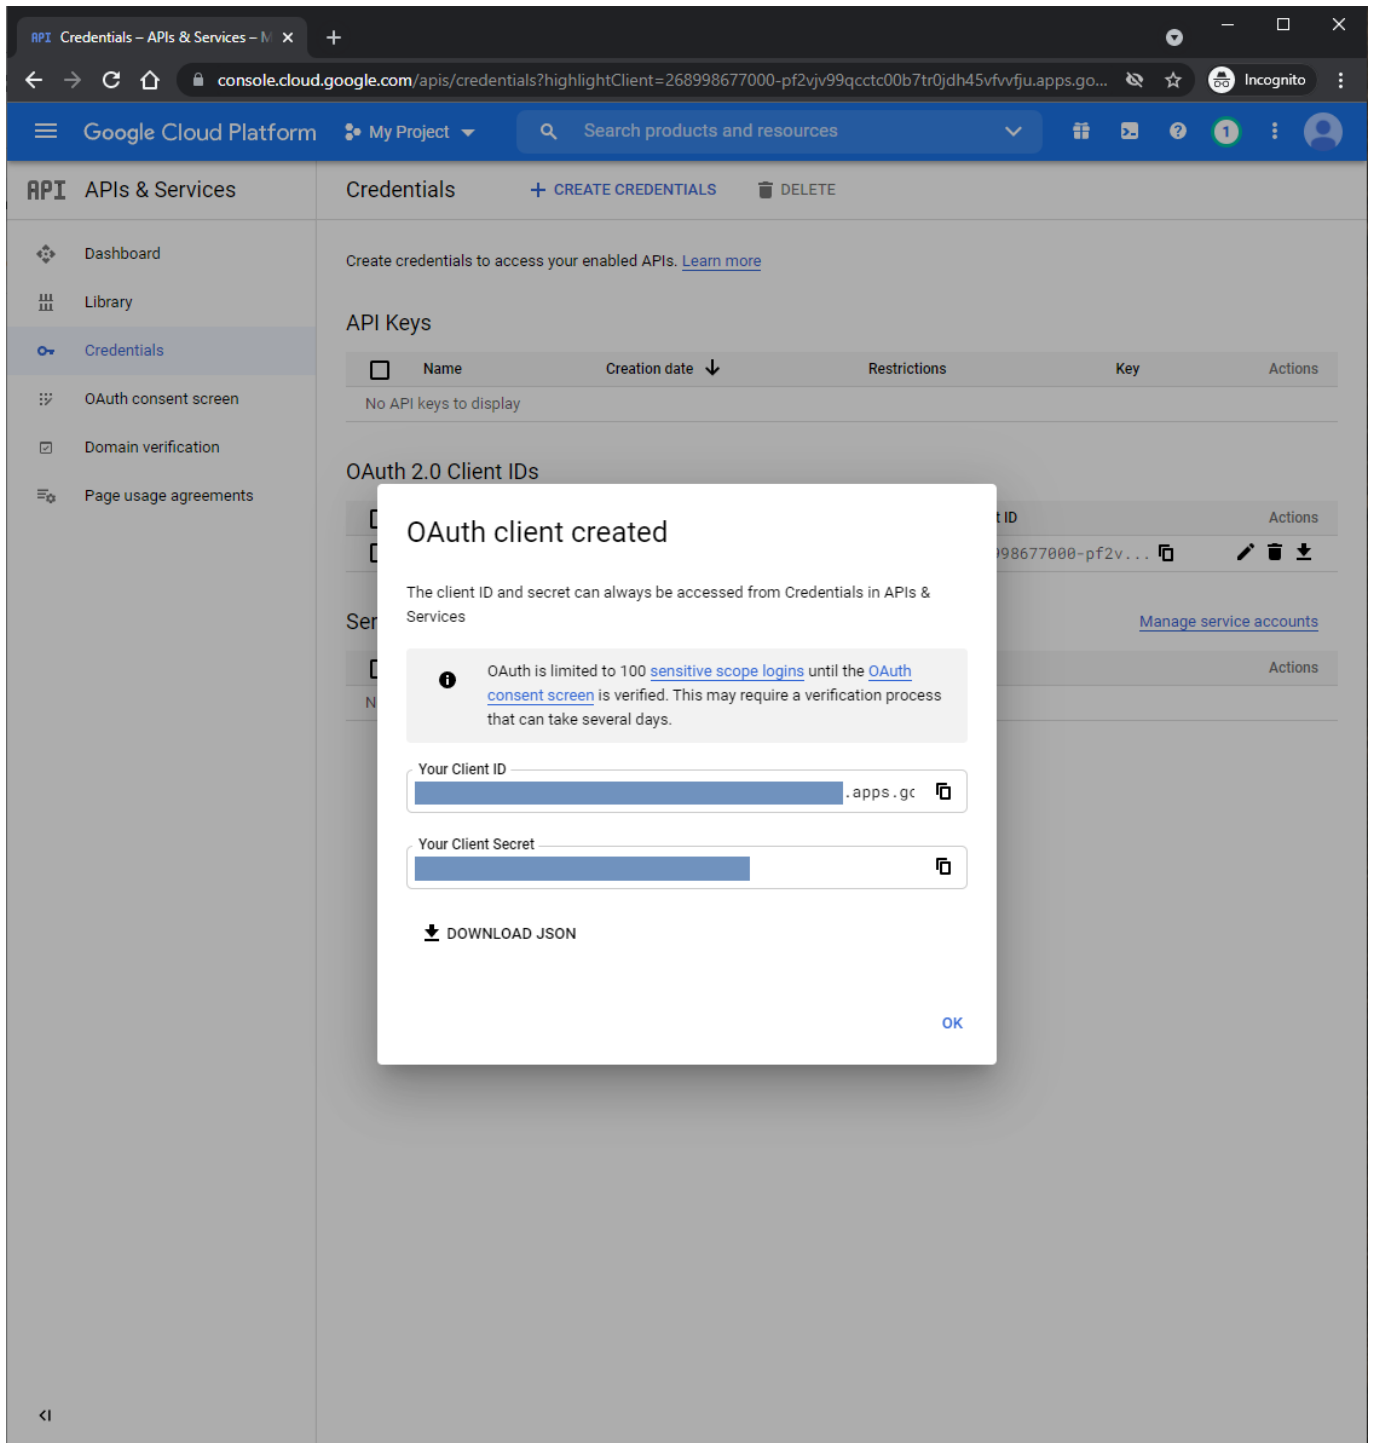 API Credentials – APIs & Services – M
console.cloud.google.com/apis/credentials?highlightClient=268998677000-pf2vjv99qcctc00b7tr0jdh45vfvvfju.apps.go...
Incognito
Google Cloud Platform
My Project
Search products and resources
1
API APIs & Services
Credentials
CREATE CREDENTIALS
DELETE
Dashboard
Library
Credentials
OAuth consent screen
Domain verification
Page usage agreements
Create credentials to access your enabled APIs. Learn more
API Keys
Name Creation date Restrictions Key Actions
No API keys to display
OAuth 2.0 Client IDs
t ID Actions
98677000-pf2v...
Ser
Manage service accounts
Actions
N
OAuth client created
The client ID and secret can always be accessed from Credentials in APIs &
Services
OAuth is limited to 100 sensitive scope logins until the OAuth
consent screen is verified. This may require a verification process
that can take several days.
Your Client ID
.apps.gc
Your Client Secret
DOWNLOAD JSON
OK